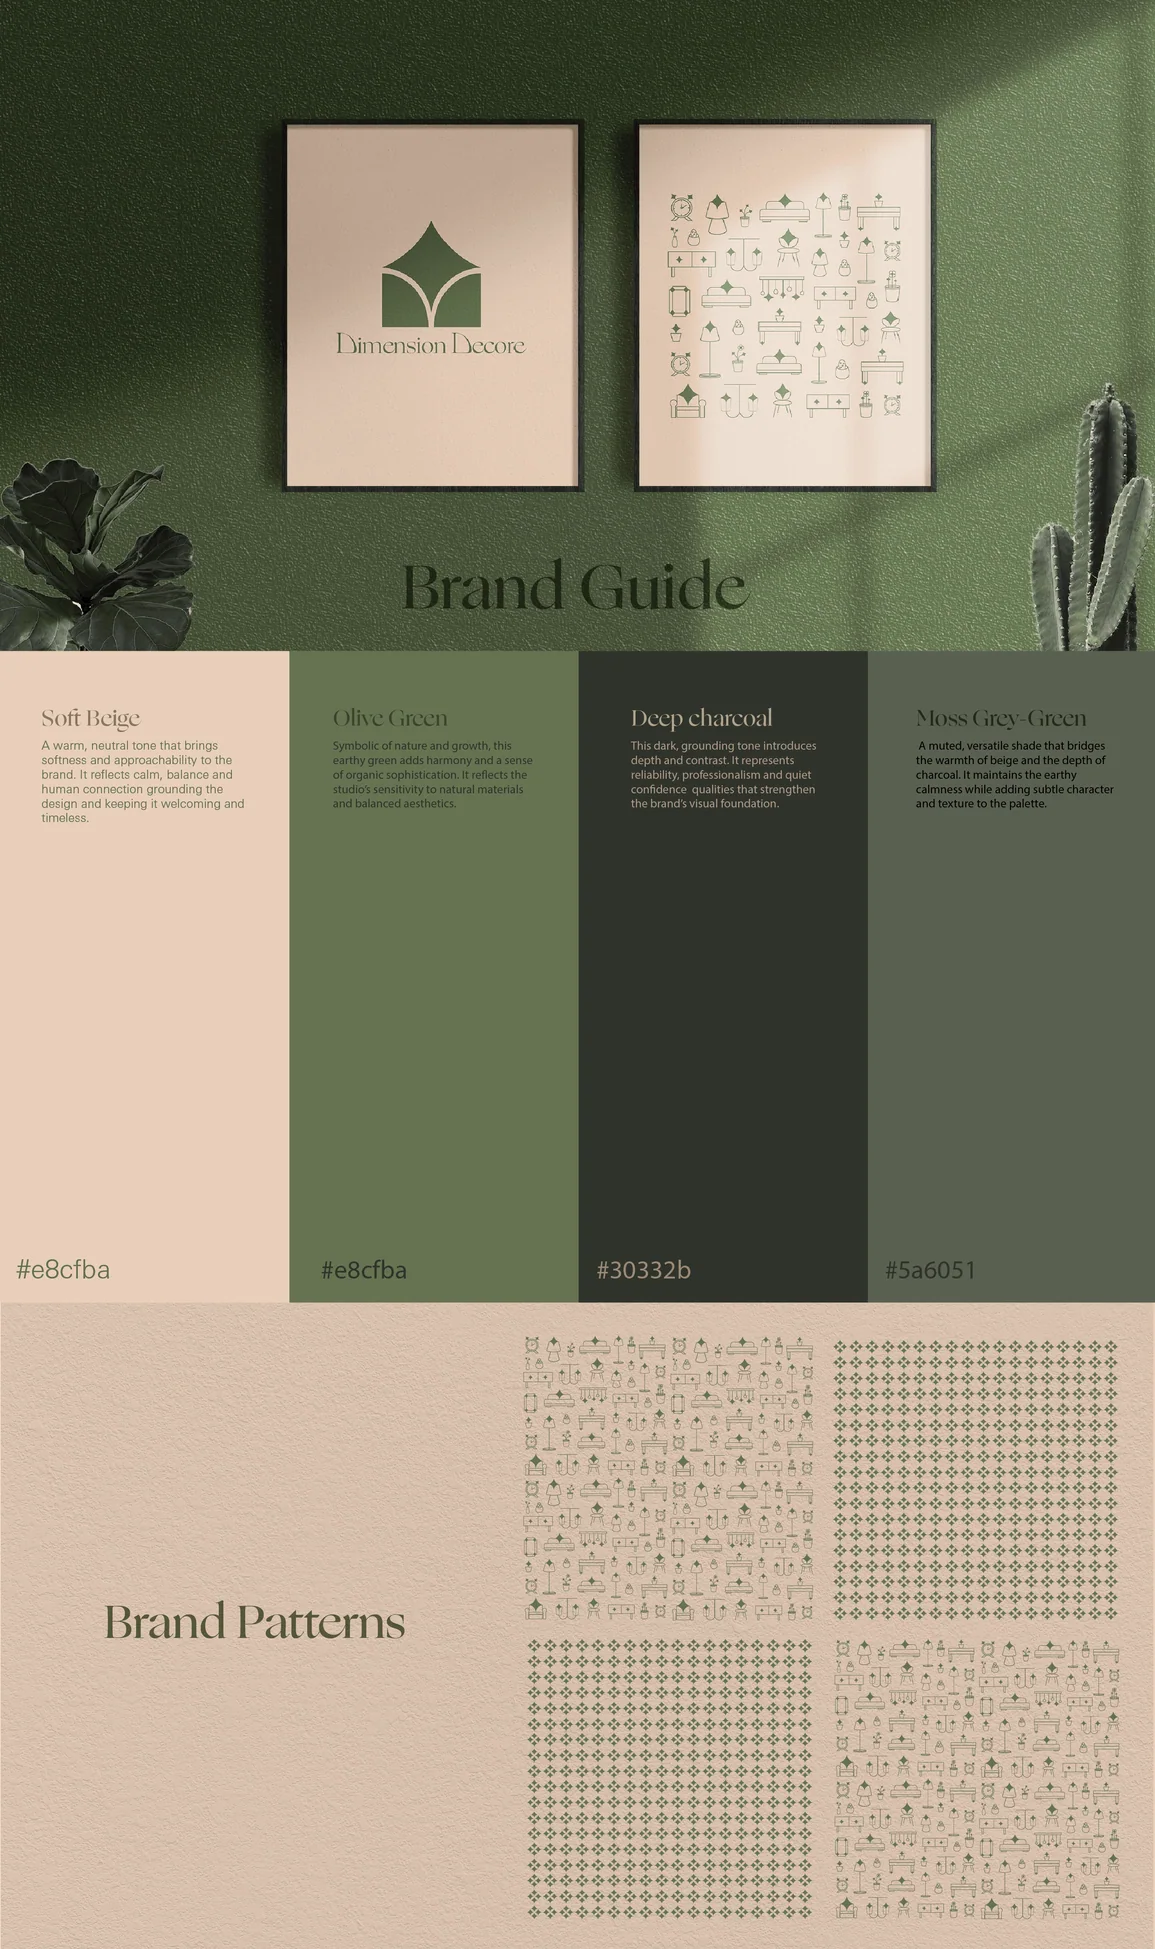 Dimension Decore
Brand Guide
Soft Beige
A warm, neutral tone that brings
softness and approachability to the
brand. It reflects calm, balance and
human connection grounding the
design and keeping it welcoming and
timeless.
#e8cfba
Olive Green
Symbolic of nature and growth, this
earthy green adds harmony and a sense
of organic sophistication. It reflects the
studio's sensitivity to natural materials
and balanced aesthetics.
#e8cfba
Deep charcoal
This dark, grounding tone introduces
depth and contrast. It represents
reliability, professionalism and quiet
confidence  qualities that strengthen
the brand's visual foundation.
#30332b
Moss Grey-Green
A muted, versatile shade that bridges
the warmth of beige and the depth of
charcoal. It maintains the earthy
calmness while adding subtle character
and texture to the palette.
#5a6051
Brand Patterns